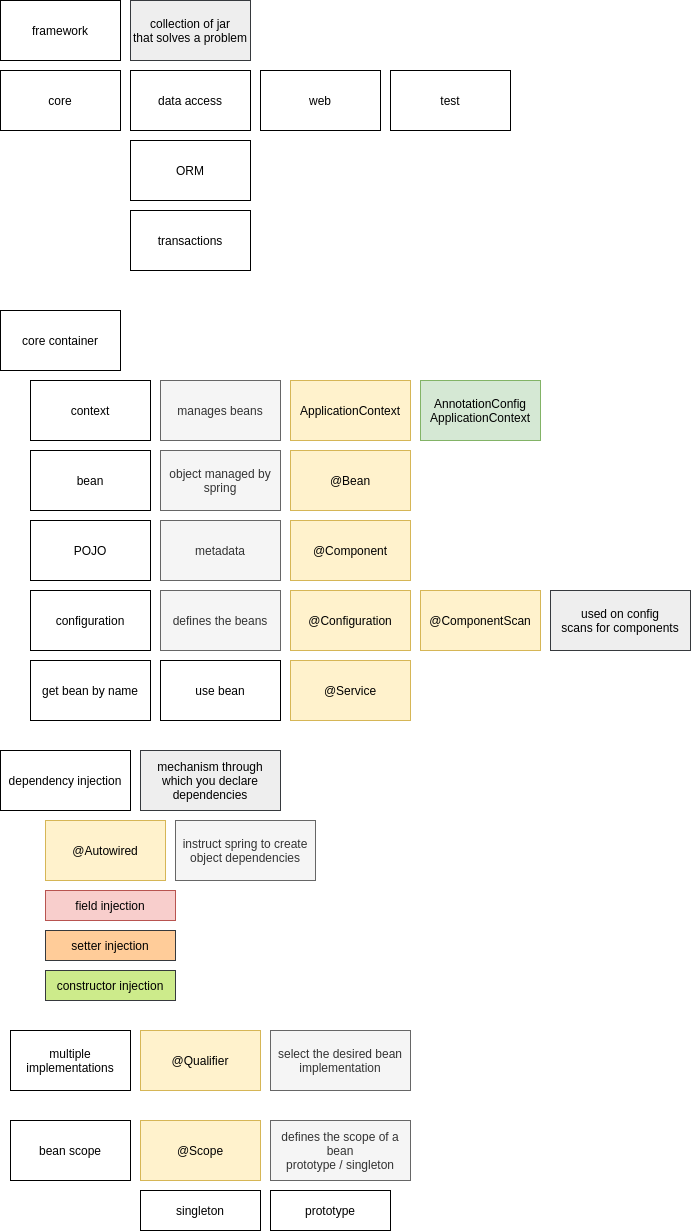 framework
collection of jar
that solves a problem
core
data access
web
test
ORM
transactions
core container
context
manages beans
ApplicationContext
AnnotationConfig
ApplicationContext
bean
object managed by
spring
@Bean
POJO
metadata
@Component
configuration
defines the beans
@Configuration
@ComponentScan
used on config
scans for components
get bean by name
use bean
@Service
dependency injection
mechanism through
which you declare
dependencies
@Autowired
instruct spring to create
object dependencies
field injection
setter injection
constructor injection
multiple
implementations
@Qualifier
select the desired bean
implementation
bean scope
@Scope
defines the scope of a
bean
prototype / singleton
singleton
prototype